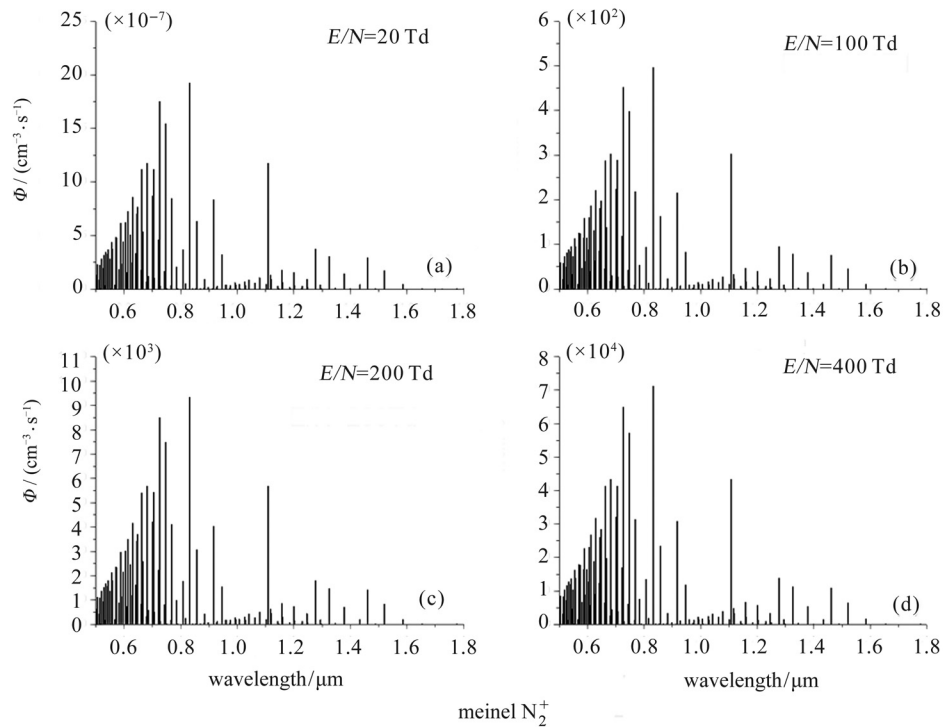 (×10⁻⁷)
E/N=20 Td
25
20
15
10
5
0
Φ / (cm⁻³·s⁻¹)
(a)
0.6 0.8 1.0 1.2 1.4 1.6 1.8
(×10²)
E/N=100 Td
6
5
4
3
2
1
0
(b)
0.6 0.8 1.0 1.2 1.4 1.6 1.8
(×10³)
E/N=200 Td
11
10
9
8
7
6
5
4
3
2
1
0
Φ / (cm⁻³·s⁻¹)
(c)
0.6 0.8 1.0 1.2 1.4 1.6 1.8
wavelength/μm
(×10⁴)
E/N=400 Td
8
7
6
5
4
3
2
1
0
(d)
0.6 0.8 1.0 1.2 1.4 1.6 1.8
wavelength/μm
meinel N₂⁺